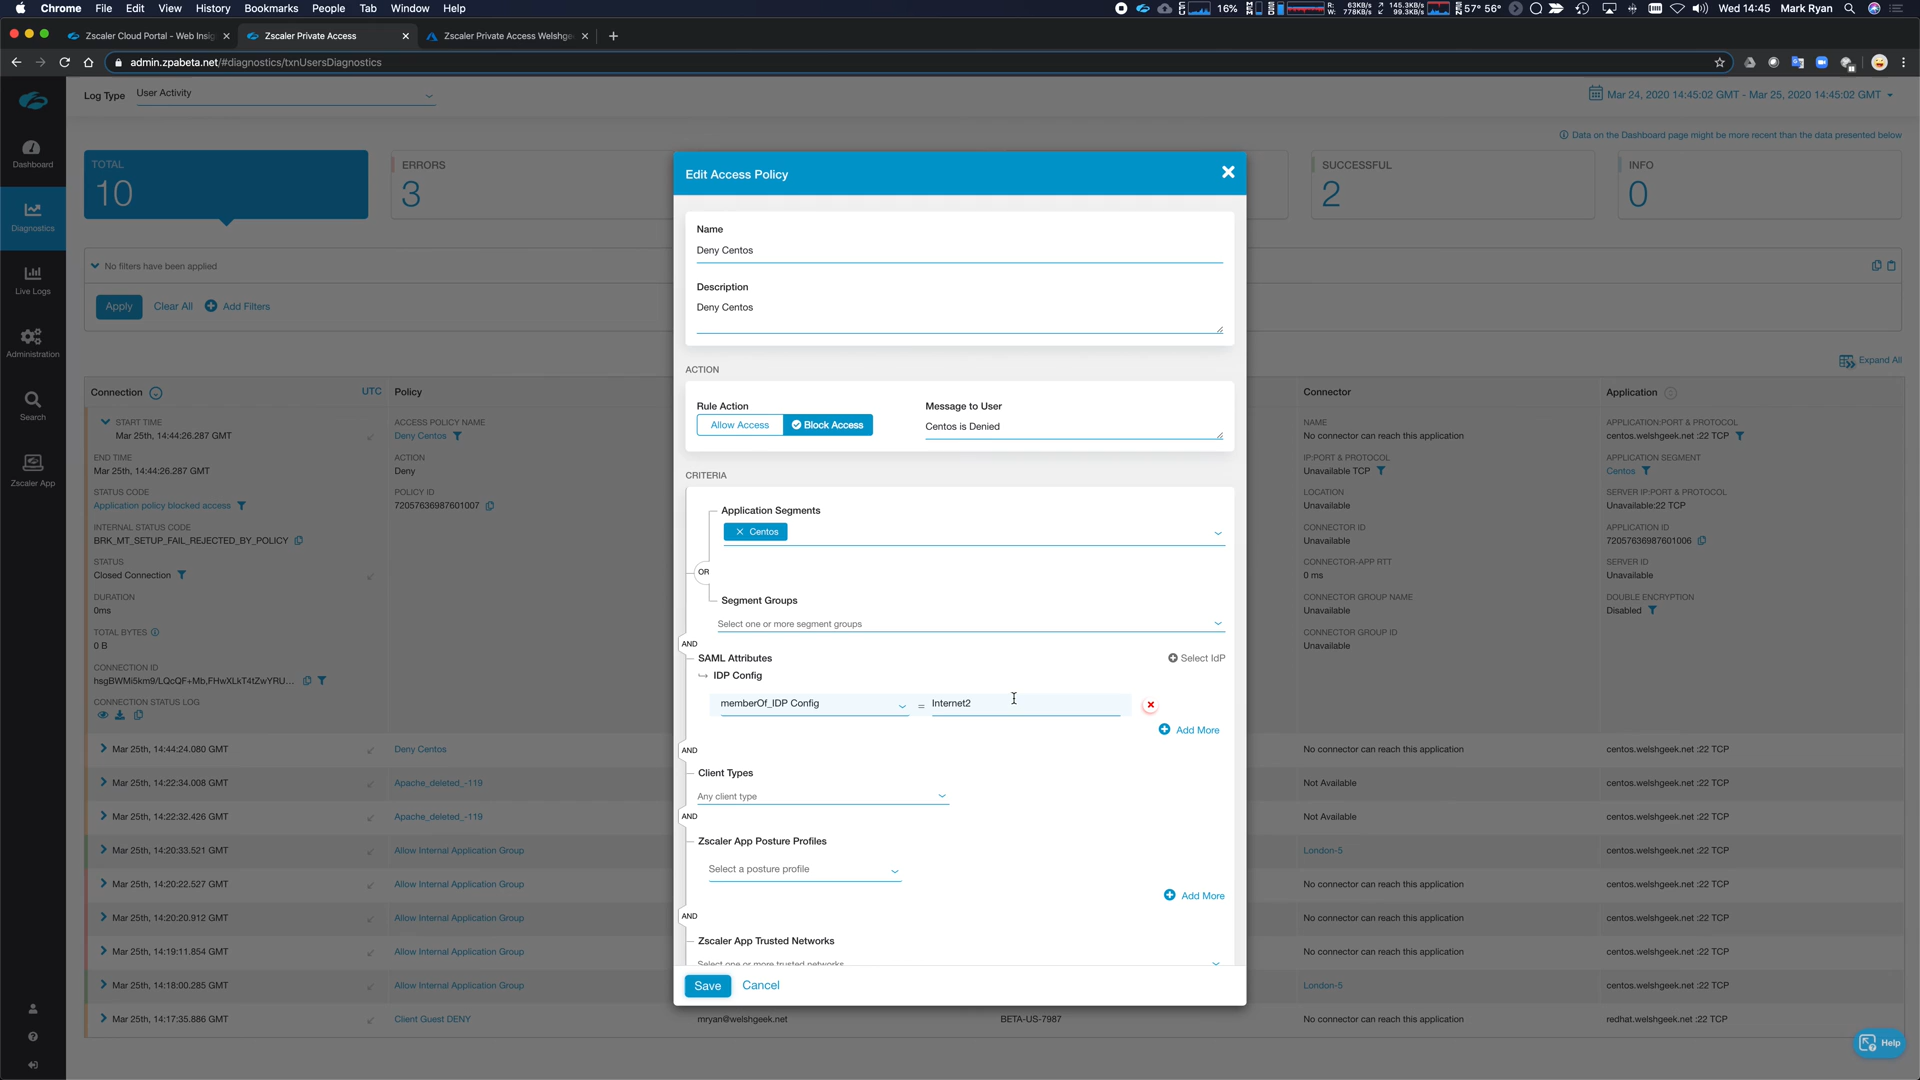 Chrome File Edit View History Bookmarks People Tab Window Help
16% 63KB/s 778KB/s 145.3KB/s 99.3KB/s 57° 56° Wed 14:45 Mark Ryan
Zscaler Cloud Portal - Web Insig
Zscaler Private Access
Zscaler Private Access Welshge
admin.zpabeta.net/#diagnostics/txnUsersDiagnostics
Log Type User Activity
Mar 24, 2020 14:45:02 GMT - Mar 25, 2020 14:45:02 GMT
Data on the Dashboard page might be more recent than the data presented below
Dashboard
Diagnostics
Live Logs
Administration
Search
Zscaler App
TOTAL
10
ERRORS
3
SUCCESSFUL
2
INFO
0
No filters have been applied
Apply Clear All Add Filters
Expand All
Connection UTC Policy
Connector
Application
START TIME
Mar 25th, 14:44:26.287 GMT
END TIME
Mar 25th, 14:44:26.287 GMT
STATUS CODE
Application policy blocked access
INTERNAL STATUS CODE
BRK_MT_SETUP_FAIL_REJECTED_BY_POLICY
STATUS
Closed Connection
DURATION
0ms
TOTAL BYTES
0 B
CONNECTION ID
hsgBWMi5km9/LQcQF+Mb,FHwXLkT4tZwYRU...
CONNECTION STATUS LOG
ACCESS POLICY NAME
Deny Centos
ACTION
Deny
POLICY ID
72057636987601007
Edit Access Policy
Name
Deny Centos
Description
Deny Centos
ACTION
Rule Action
Allow Access Block Access
Message to User
Centos is Denied
CRITERIA
Application Segments
Centos
OR
Segment Groups
Select one or more segment groups
AND
SAML Attributes
Select IdP
IDP Config
memberOf_IDP Config = Internet2
Add More
AND
Client Types
Any client type
AND
Zscaler App Posture Profiles
Select a posture profile
Add More
AND
Zscaler App Trusted Networks
Select one or more trusted networks
Save Cancel
NAME
No connector can reach this application
IP:PORT & PROTOCOL
Unavailable TCP
LOCATION
Unavailable
CONNECTOR ID
Unavailable
CONNECTOR-APP RTT
0 ms
CONNECTOR GROUP NAME
Unavailable
CONNECTOR GROUP ID
Unavailable
APPLICATION:PORT & PROTOCOL
centos.welshgeek.net :22 TCP
APPLICATION SEGMENT
Centos
SERVER IP:PORT & PROTOCOL
Unavailable:22 TCP
APPLICATION ID
72057636987601006
SERVER ID
Unavailable
DOUBLE ENCRYPTION
Disabled
Mar 25th, 14:44:24.080 GMT Deny Centos No connector can reach this application centos.welshgeek.net :22 TCP
Mar 25th, 14:22:34.008 GMT Apache_deleted_-119 Not Available centos.welshgeek.net :22 TCP
Mar 25th, 14:22:32.426 GMT Apache_deleted_-119 Not Available centos.welshgeek.net :22 TCP
Mar 25th, 14:20:33.521 GMT Allow Internal Application Group London-5 centos.welshgeek.net :22 TCP
Mar 25th, 14:20:22.527 GMT Allow Internal Application Group No connector can reach this application centos.welshgeek.net :22 TCP
Mar 25th, 14:20:20.912 GMT Allow Internal Application Group No connector can reach this application centos.welshgeek.net :22 TCP
Mar 25th, 14:19:11.854 GMT Allow Internal Application Group No connector can reach this application centos.welshgeek.net :22 TCP
Mar 25th, 14:18:00.285 GMT Allow Internal Application Group London-5 centos.welshgeek.net :22 TCP
Mar 25th, 14:17:35.886 GMT Client Guest DENY mryan@welshgeek.net BETA-US-7987 No connector can reach this application redhat.welshgeek.net :22 TCP
Help